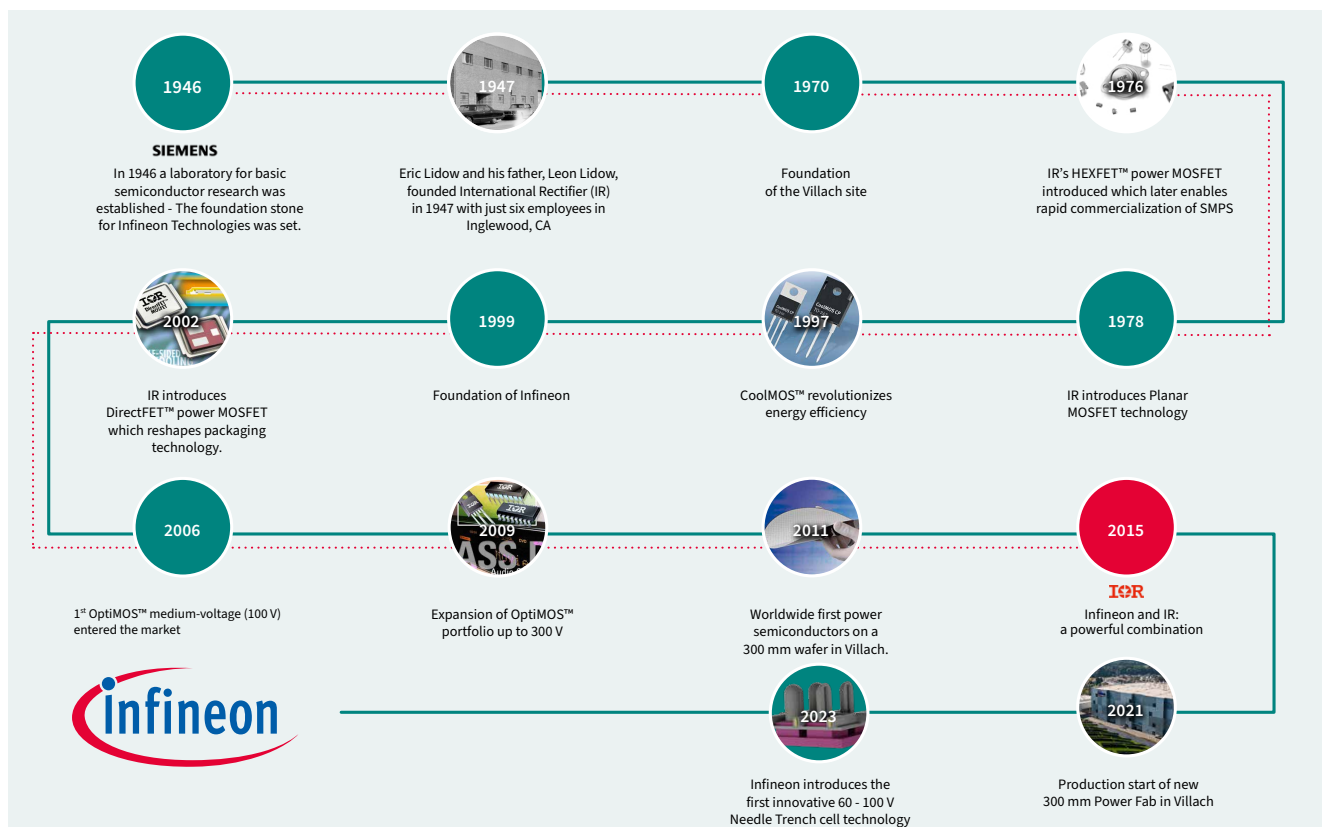 1946
SIEMENS
In 1946 a laboratory for basic
semiconductor research was
established - The foundation stone
for Infineon Technologies was set.
1947
Eric Lidow and his father, Leon Lidow,
founded International Rectifier (IR)
in 1947 with just six employees in
Inglewood, CA
1970
Foundation
of the Villach site
1976
IR's HEXFET™ power MOSFET
introduced which later enables
rapid commercialization of SMPS
1978
IR introduces Planar
MOSFET technology
CoolMOS CP
1997
CoolMOS™ revolutionizes
energy efficiency
1999
Foundation of Infineon
IOR
DirectFET™
MOSFET
2002
IR introduces
DirectFET™ power MOSFET
which reshapes packaging
technology.
2006
1st OptiMOS™ medium-voltage (100 V)
entered the market
IOR
IOR
2009
Expansion of OptiMOS™
portfolio up to 300 V
2011
Worldwide first power
semiconductors on a
300 mm wafer in Villach.
2015
IOR
Infineon and IR:
a powerful combination
2021
Production start of new
300 mm Power Fab in Villach
2023
Infineon introduces the
first innovative 60 - 100 V
Needle Trench cell technology
infineon